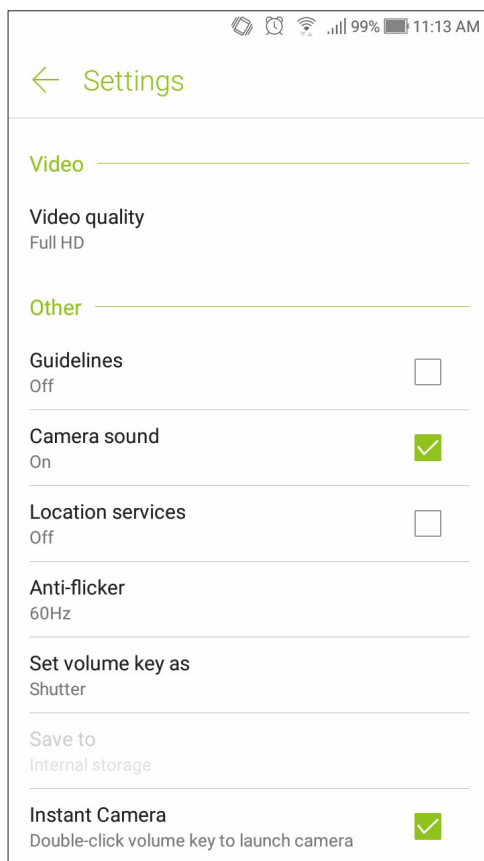 99% 11:13 AM
Settings
Video
Video quality
Full HD
Other
Guidelines
Off
Camera sound
On
Location services
Off
Anti-flicker
60Hz
Set volume key as
Shutter
Save to
Internal storage
Instant Camera
Double-click volume key to launch camera